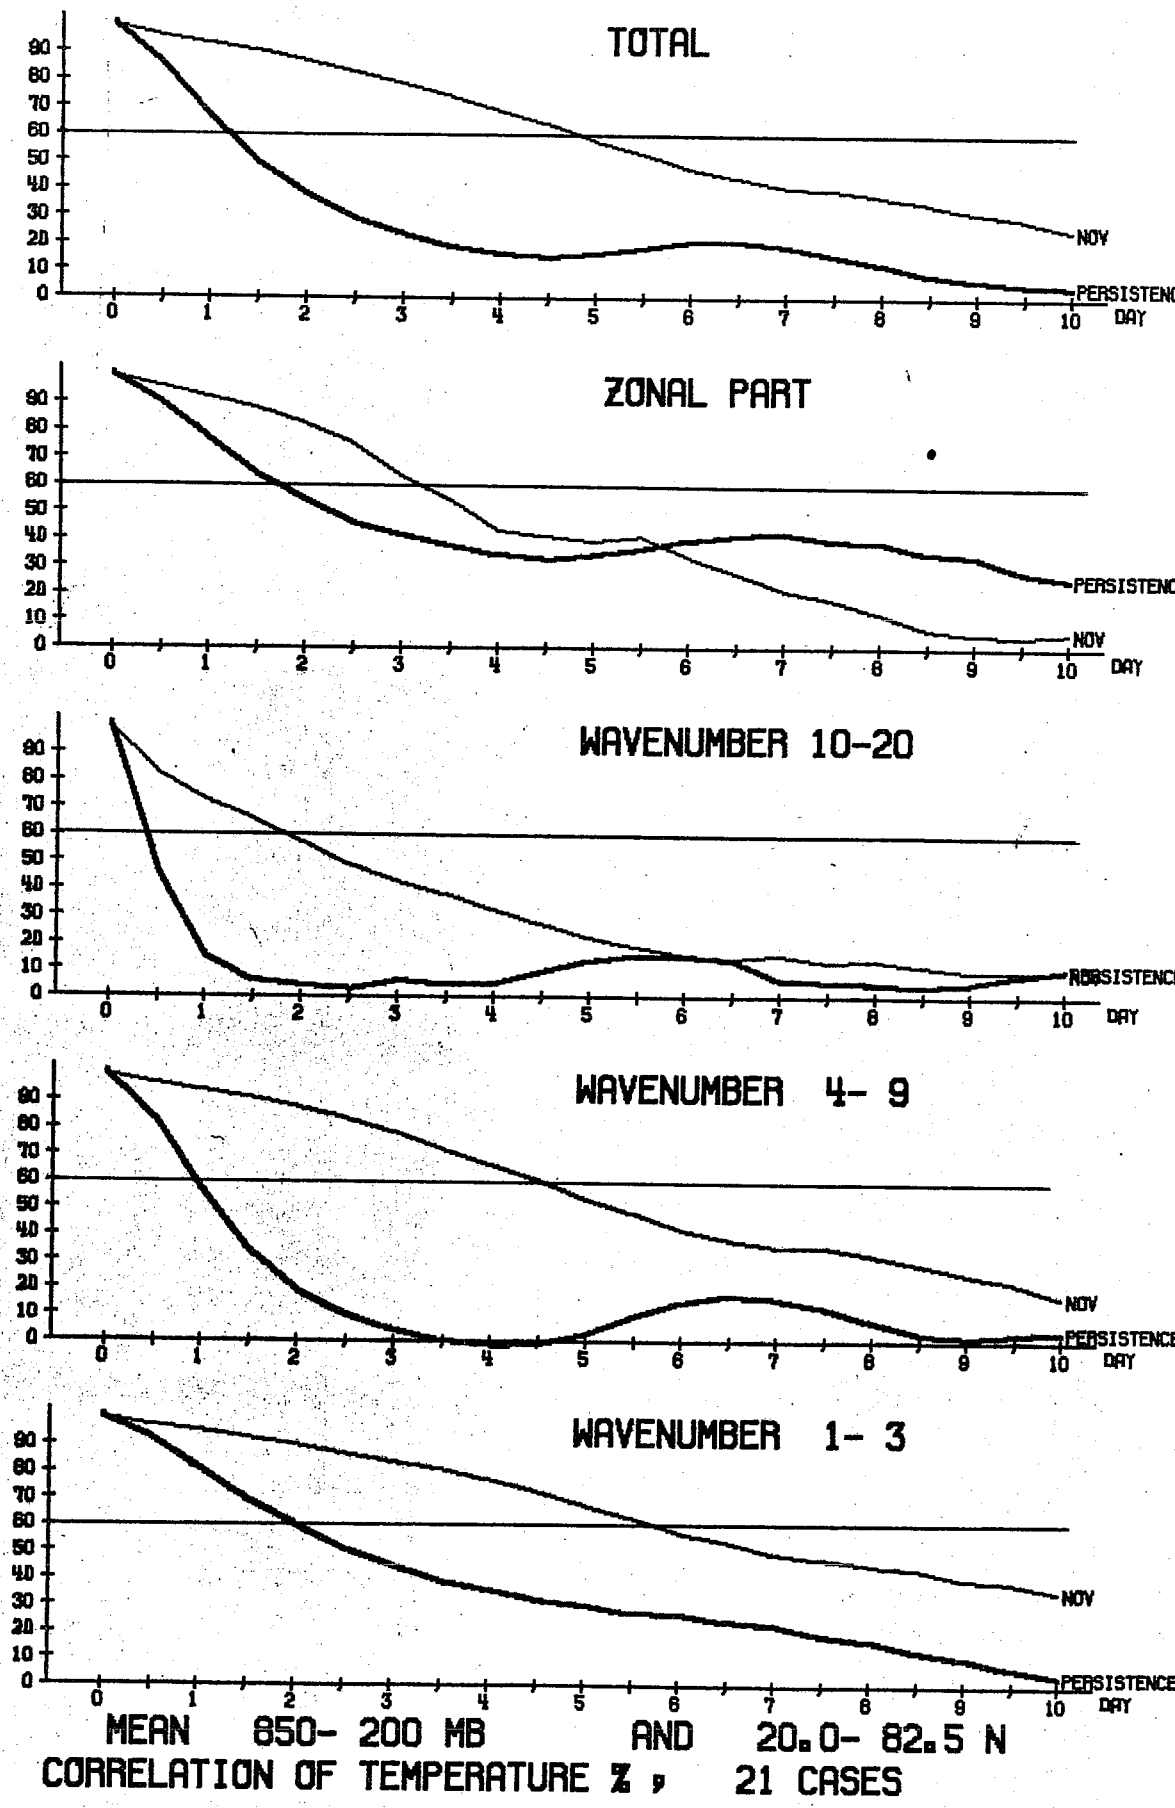 TOTAL
90
80
70
60
50
40
30
20
10
0
NOV
PERSISTENC
0 1 2 3 4 5 6 7 8 9 10 DAY
ZONAL PART
90
80
70
60
50
40
30
20
10
0
PERSISTENC
NOV
0 1 2 3 4 5 6 7 8 9 10 DAY
WAVENUMBER 10-20
90
80
70
60
50
40
30
20
10
0
0 1 2 3 4 5 6 7 8 9 10 DAY
WAVENUMBER 4- 9
90
80
70
60
50
40
30
20
10
0
NOV
PERSISTENCE
0 1 2 3 4 5 6 7 8 9 10 DAY
WAVENUMBER 1- 3
90
80
70
60
50
40
30
20
10
0
NOV
PERSISTENCE
0 1 2 3 4 5 6 7 8 9 10 DAY
MEAN 850- 200 MB AND 20.0- 82.5 N
CORRELATION OF TEMPERATURE % , 21 CASES